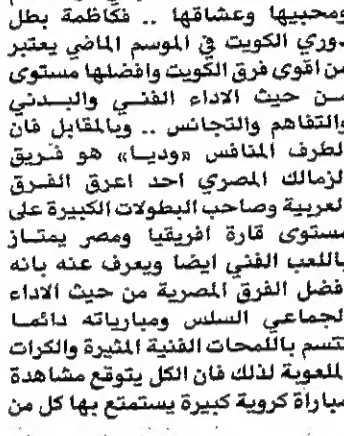 ومحبيها وعشاقها .. فكاظمة بطل
دوري الكويت في الموسم الماضي يعتبر
من اقوى فرق الكويت وافضلها مستوى
من حيث الاداء الفني والبدني
والتفاهم والتجانس .. وبالمقابل فان
الطرف المنافس «وديا» هو فريق
الزمالك المصري احد اعرق الفرق
العربية وصاحب البطولات الكبيرة على
مستوى قارة افريقيا ومصر يمتاز
باللعب الفني ايضا ويعرف عنه بانه
افضل الفرق المصرية من حيث الاداء
الجماعي السلس ومبارياته دائما
تتسم باللمحات الفنية المثيرة والكرات
الملعوبة لذلك فان الكل يتوقع مشاهدة
مباراة كروية كبيرة يستمتع بها كل من